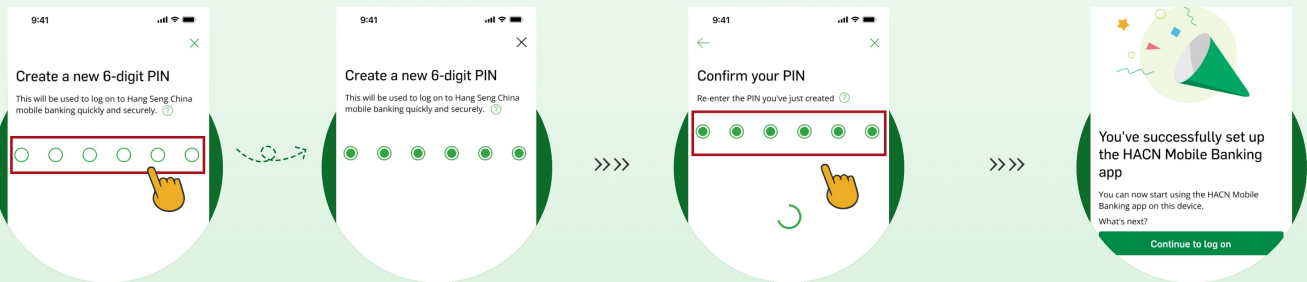 9:41
Create a new 6-digit PIN
This will be used to log on to Hang Seng China
mobile banking quickly and securely. ?
9:41
Create a new 6-digit PIN
This will be used to log on to Hang Seng China
mobile banking quickly and securely. ?
>>>>
9:41
Confirm your PIN
Re-enter the PIN you've just created ?
>>>>
You've successfully set up
the HACN Mobile Banking
app
You can now start using the HACN Mobile
Banking app on this device.
What's next?
Continue to log on